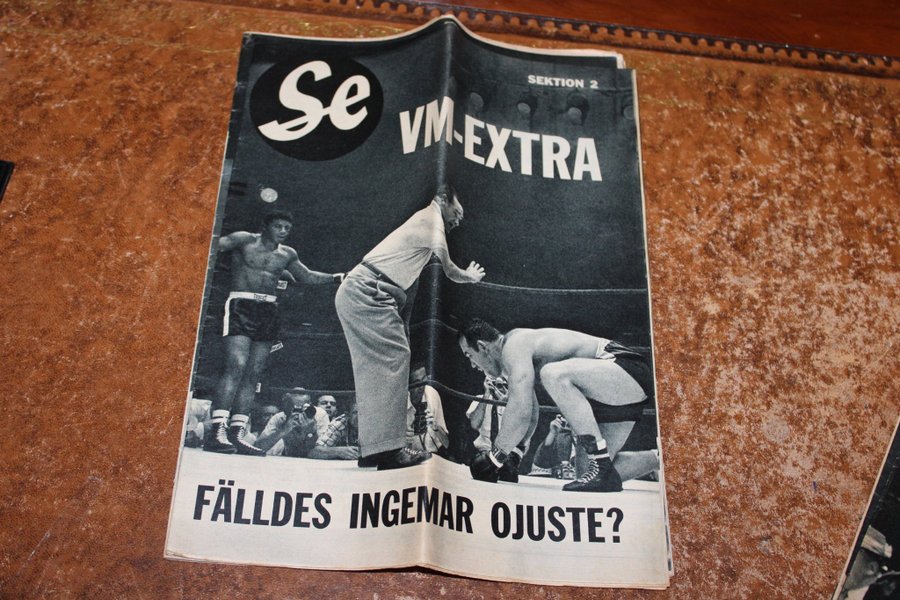 Se
SEKTION 2
VM-EXTRA
FÄLLDES INGEMAR OJUSTE?